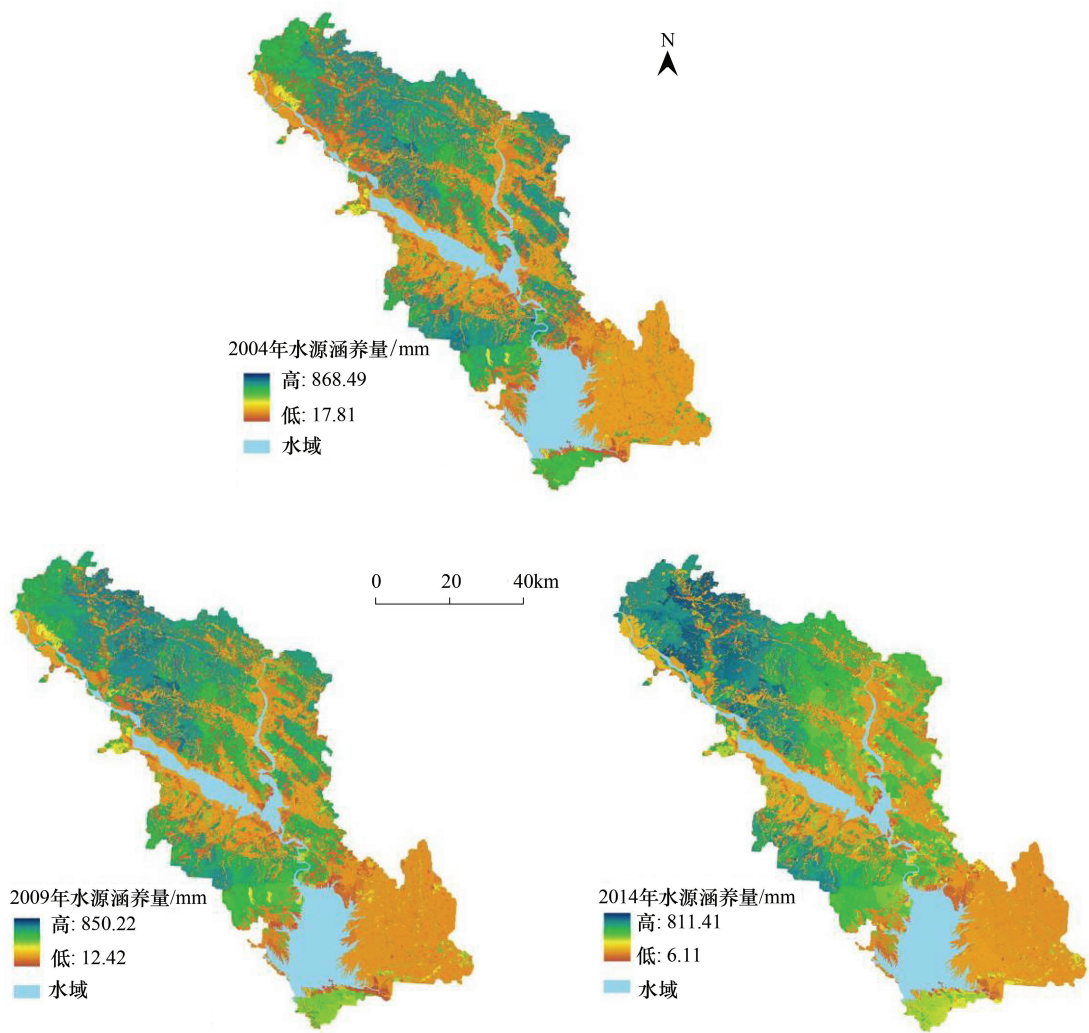 N
2004年水源涵养量/mm
高: 868.49
低: 17.81
水域
0 20 40km
2009年水源涵养量/mm
高: 850.22
低: 12.42
水域
2014年水源涵养量/mm
高: 811.41
低: 6.11
水域